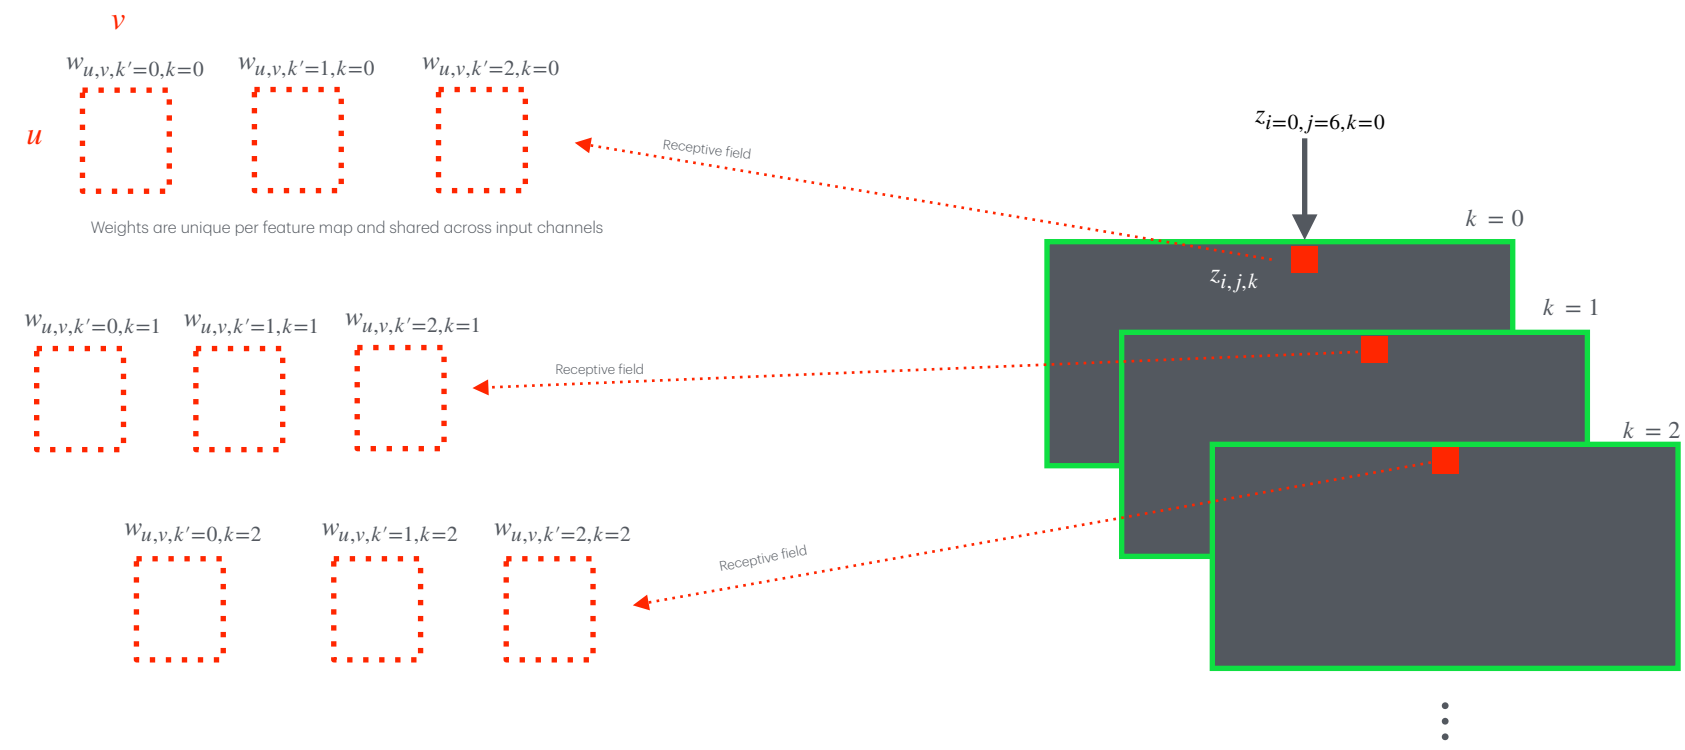 v
w_{u,v,k′=0,k=0} w_{u,v,k′=1,k=0} w_{u,v,k′=2,k=0}
u
z_{i=0,j=6,k=0}
Receptive field
k = 0
Weights are unique per feature map and shared across input channels
z_{i,j,k}
k = 1
w_{u,v,k′=0,k=1} w_{u,v,k′=1,k=1} w_{u,v,k′=2,k=1}
Receptive field
k = 2
w_{u,v,k′=0,k=2} w_{u,v,k′=1,k=2} w_{u,v,k′=2,k=2}
Receptive field